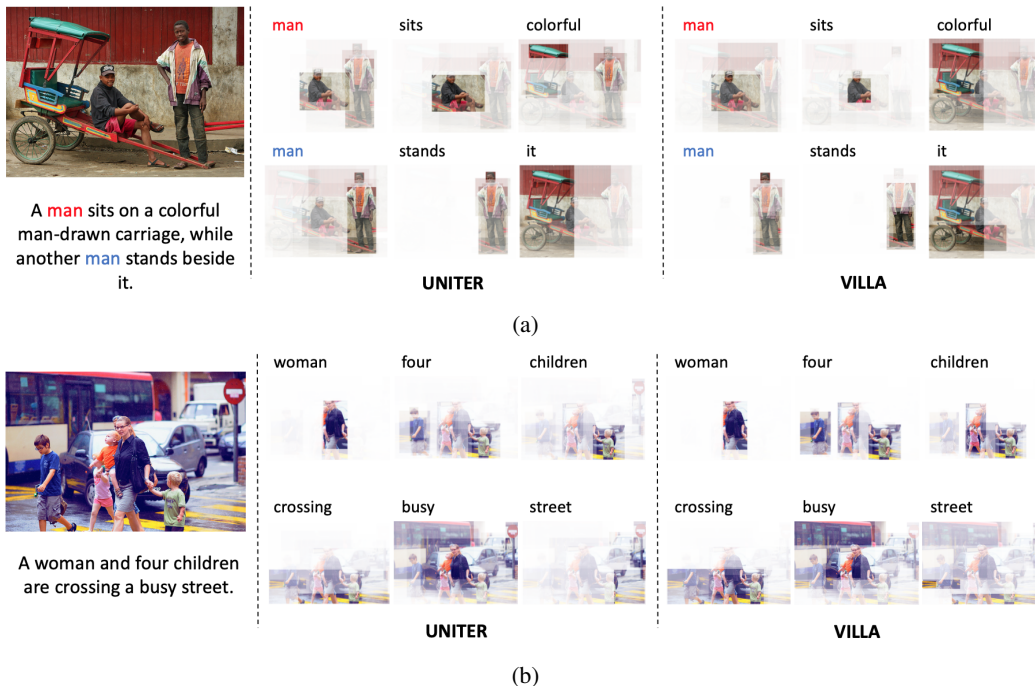 man sits colorful
man stands it
UNITER
man sits colorful
man stands it
VILLA
A man sits on a colorful
man-drawn carriage, while
another man stands beside
it.
(a)
woman four children
crossing busy street
UNITER
woman four children
crossing busy street
VILLA
A woman and four children
are crossing a busy street.
(b)